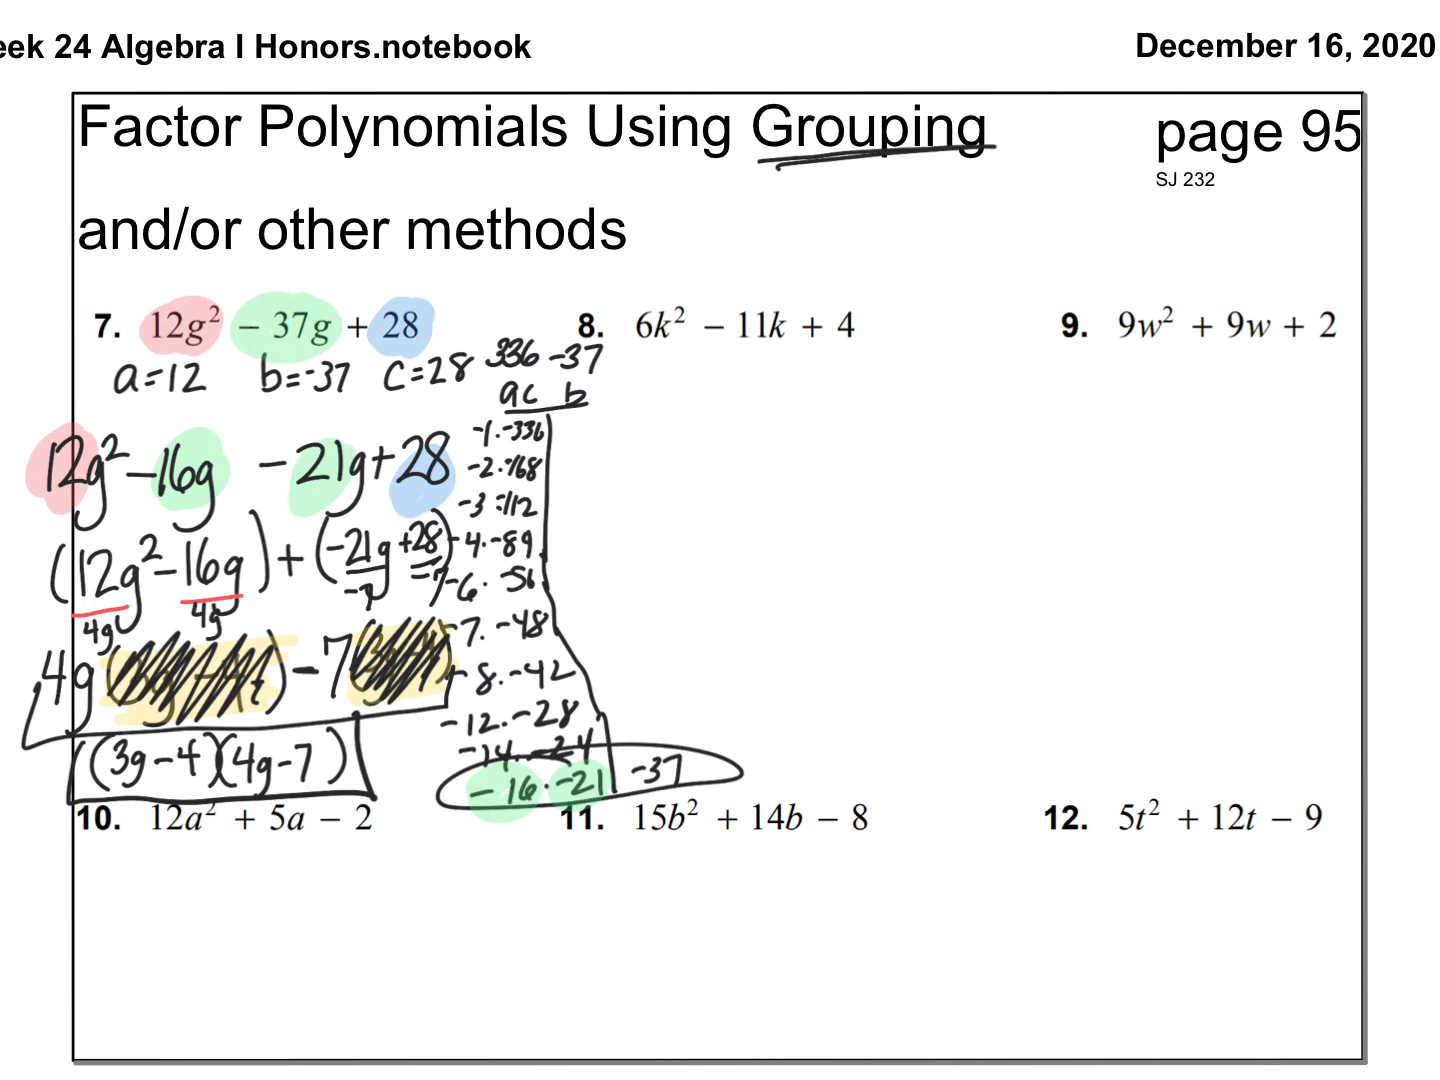 eek 24 Algebra I Honors.notebook
December 16, 2020
Factor Polynomials Using Grouping
page 95
SJ 232
and/or other methods
7. 12g² − 37g + 28
8. 6k² − 11k + 4
9. 9w² + 9w + 2
a=12 b=-37 c=28
336 -37
ac b
12g²-16g -21g+28
(12g²-16g)+(-21g+28)
4g 4g -7 -7
4g( )-7(
(3g-4)(4g-7)
-1.-336
-2.-168
-3.-112
-4.-89
-6. -56
-7. -48
-8.-42
-12.-28
-14.-24
-16.-21 -37
10. 12a² + 5a − 2
11. 15b² + 14b − 8
12. 5t² + 12t − 9